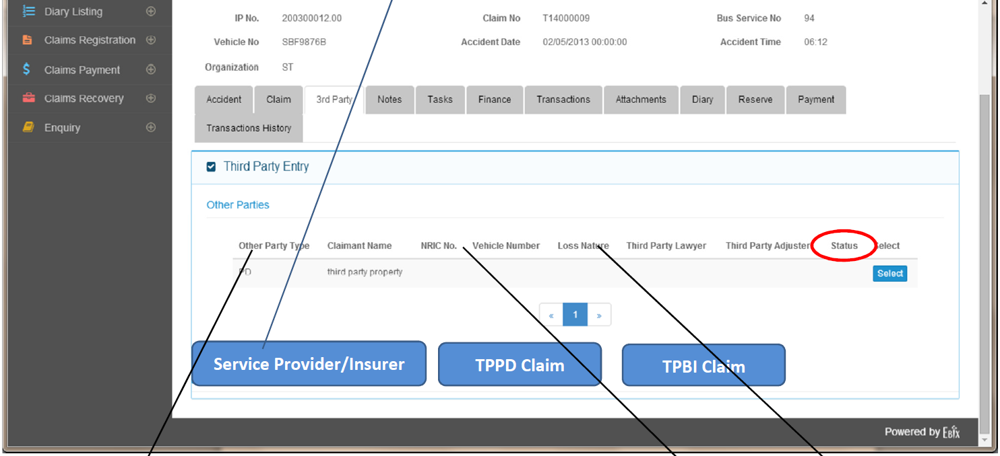 Diary Listing
Claims Registration
Claims Payment
Claims Recovery
Enquiry
IP No. 200300012.00 Claim No T14000009 Bus Service No 94
Vehicle No SBF9876B Accident Date 02/05/2013 00:00:00 Accident Time 06:12
Organization ST
Accident Claim 3rd Party Notes Tasks Finance Transactions Attachments Diary Reserve Payment
Transactions History
Third Party Entry
Other Parties
Other Party Type Claimant Name NRIC No. Vehicle Number Loss Nature Third Party Lawyer Third Party Adjuster Status Select
PD third party property Select
« 1 »
Service Provider/Insurer TPPD Claim TPBI Claim
Powered by Ebix